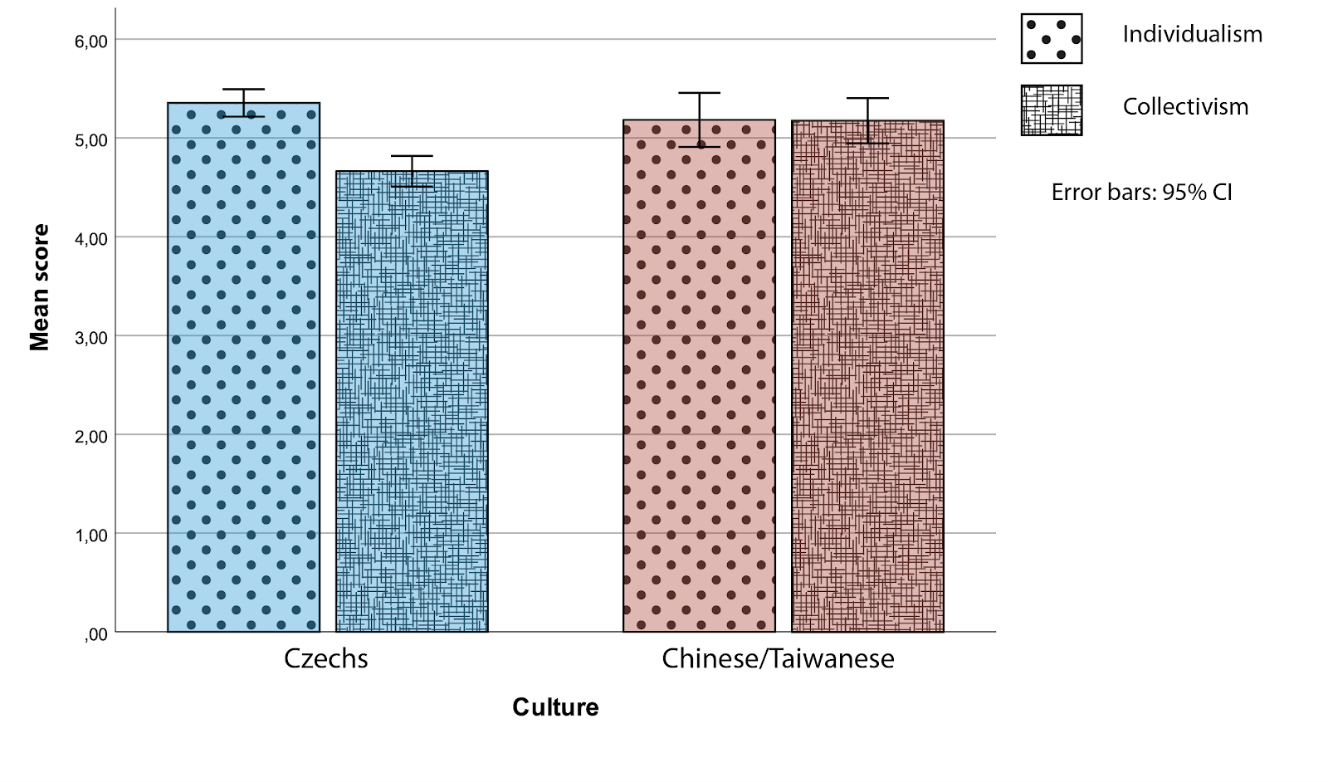 6,00
5,00
4,00
3,00
2,00
1,00
,00
Mean score
Czechs
Chinese/Taiwanese
Culture
Individualism
Collectivism
Error bars: 95% CI